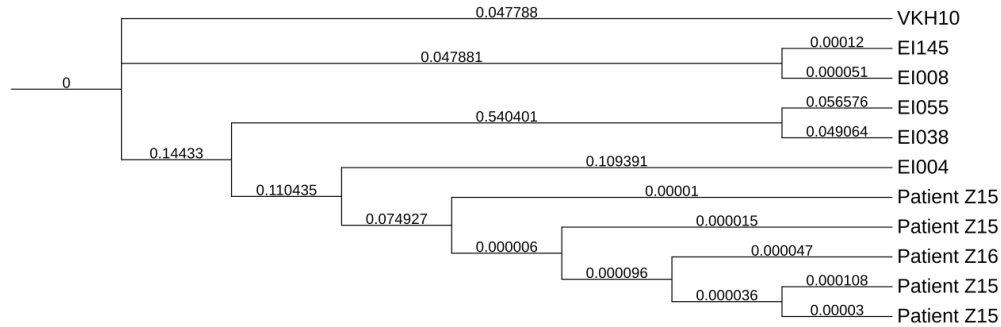 0.047788 VKH10
0.00012 EI145
0.047881
0.000051 EI008
0
0.056576 EI055
0.540401
0.049064 EI038
0.14433
0.109391 EI004
0.110435
0.00001 Patient Z15
0.074927
0.000015 Patient Z15
0.000006
0.000047 Patient Z16
0.000096
0.000108 Patient Z15
0.000036
0.00003 Patient Z15